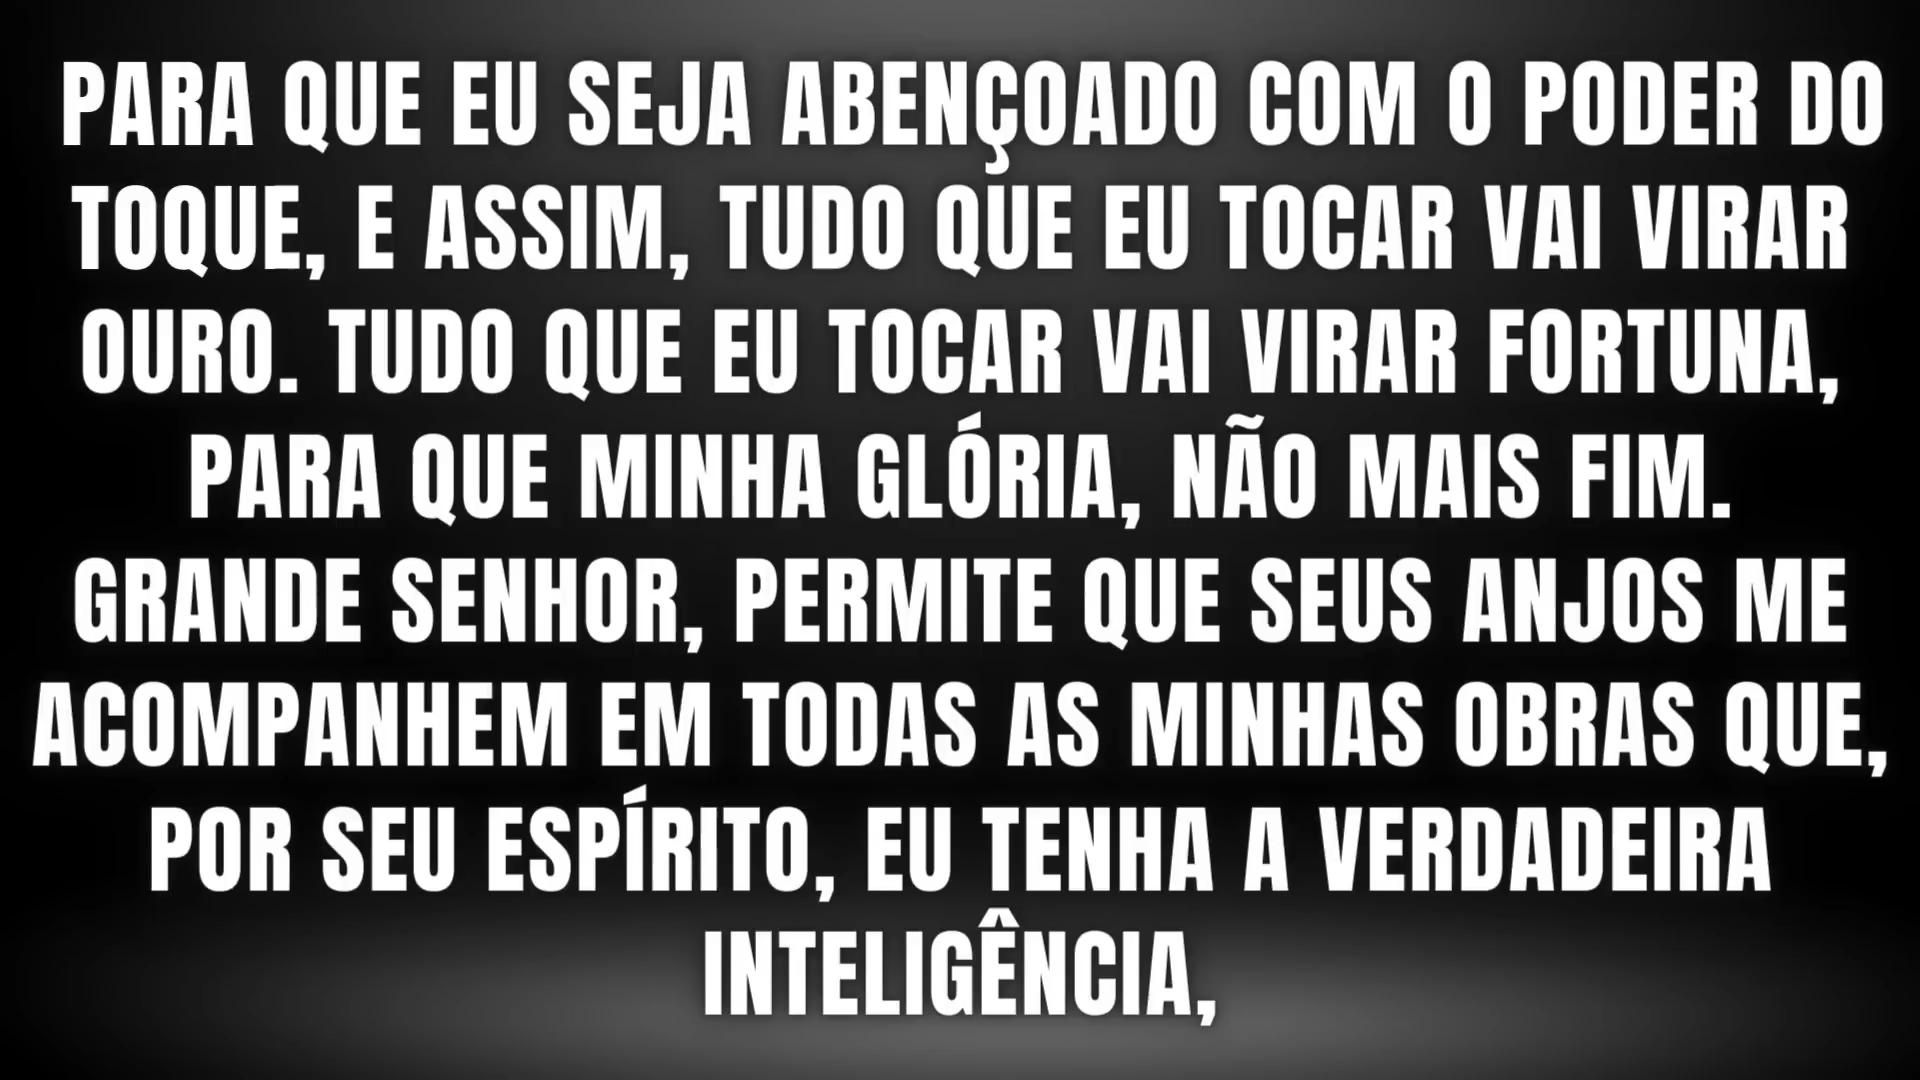 PARA QUE EU SEJA ABENÇOADO COM O PODER DO
TOQUE, E ASSIM, TUDO QUE EU TOCAR VAI VIRAR
OURO. TUDO QUE EU TOCAR VAI VIRAR FORTUNA,
PARA QUE MINHA GLÓRIA, NÃO MAIS FIM.
GRANDE SENHOR, PERMITE QUE SEUS ANJOS ME
ACOMPANHEM EM TODAS AS MINHAS OBRAS QUE,
POR SEU ESPÍRITO, EU TENHA A VERDADEIRA
INTELIGÊNCIA,